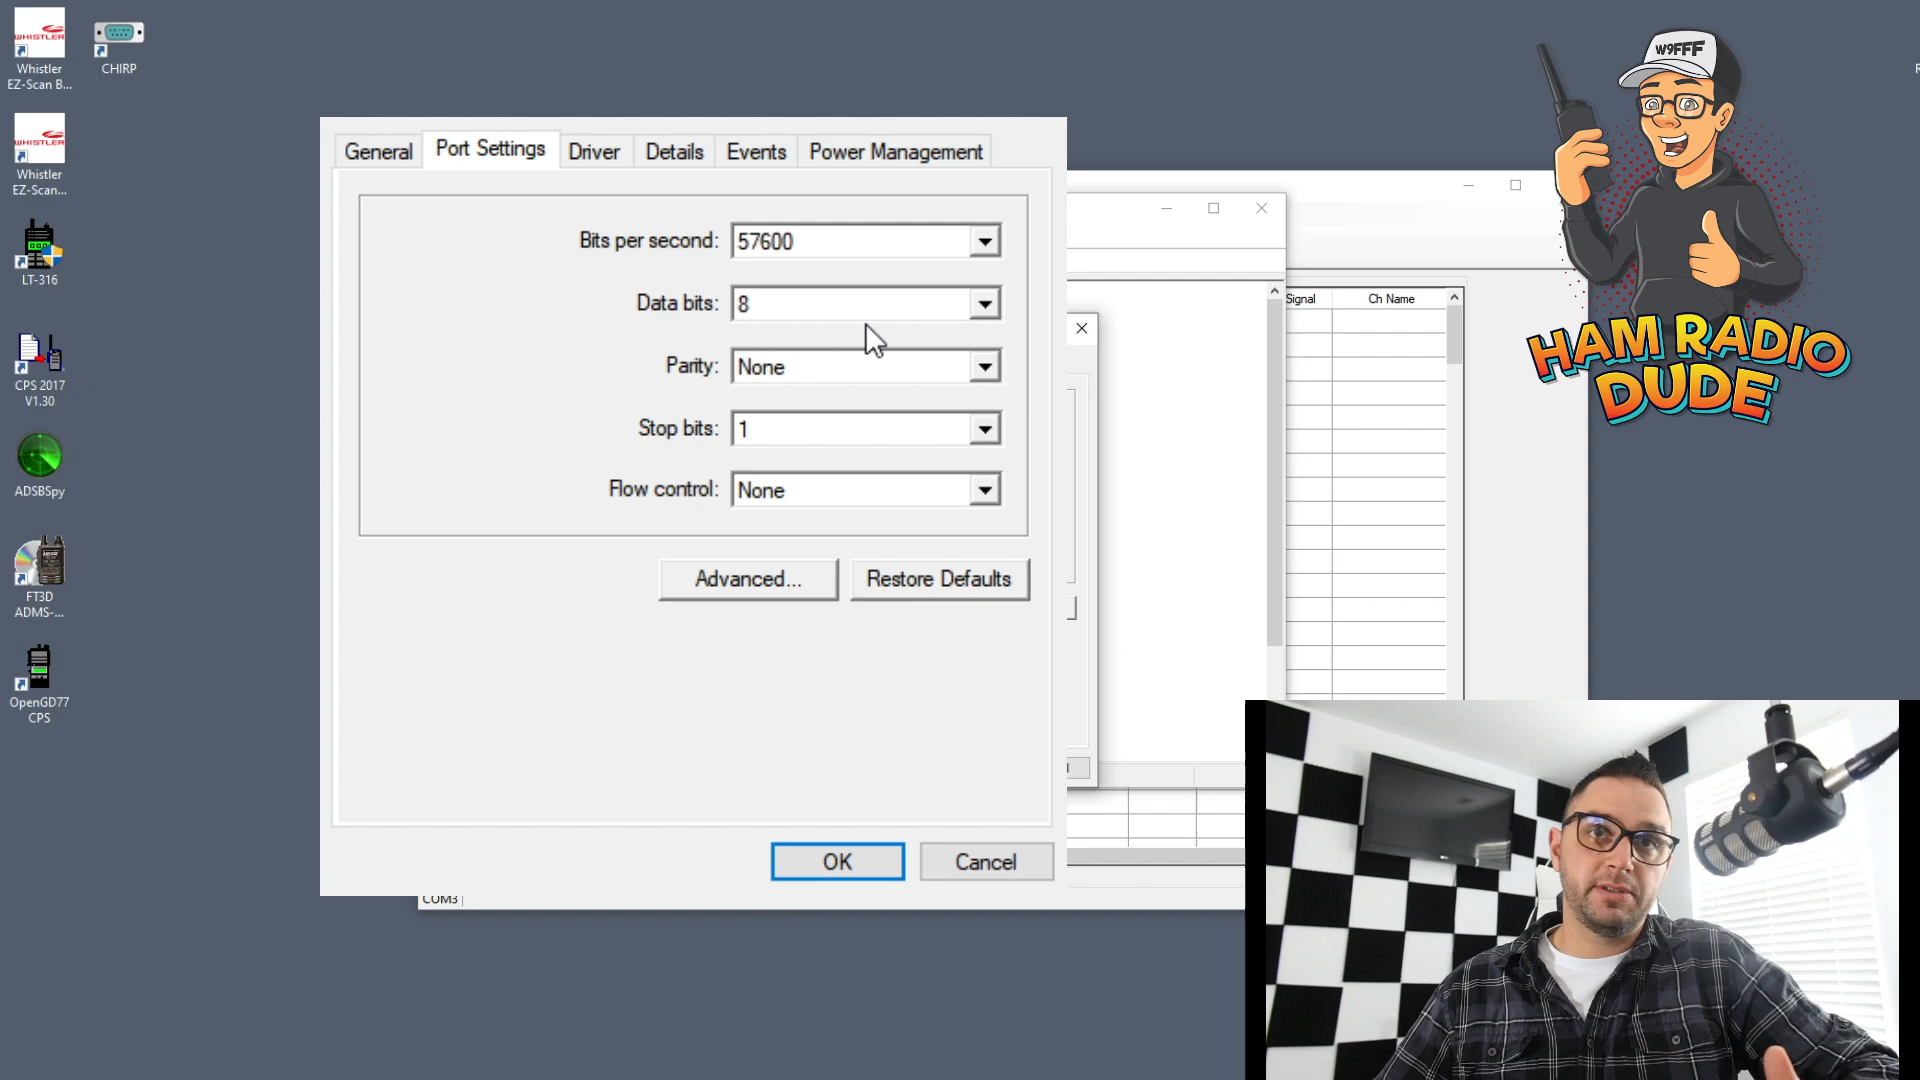 WHISTLER
Whistler
EZ-Scan B...
CHIRP
WHISTLER
Whistler
EZ-Scan...
LT-316
CPS 2017
V1.30
ADSBSpy
FT3D
ADMS-...
OpenGD77
CPS
General
Port Settings
Driver
Details
Events
Power Management
Bits per second: 57600
Data bits: 8
Parity: None
Stop bits: 1
Flow control: None
Advanced...
Restore Defaults
OK
Cancel
COM3
Signal
Ch Name
W9FFF
HAM RADIO
DUDE